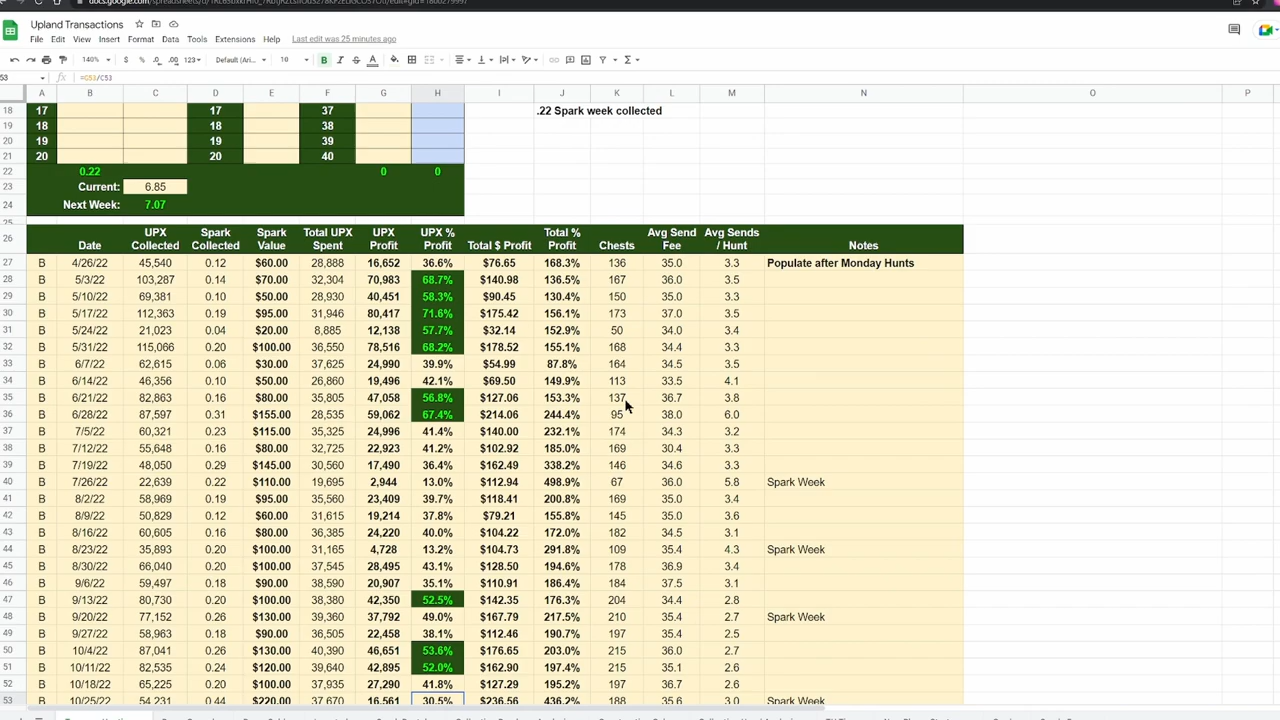 Upland Transactions
File Edit View Insert Format Data Tools Extensions Help Last edit was 25 minutes ago
140% $ % .0 .00 123 Default (Ari... 10 B I S A
53 fx =G53/C53
A B C D E F G H I J K L M N O P
18 17 17 37 .22 Spark week collected
19 18 18 38
20 19 19 39
21 20 20 40
22 0.22 0 0
23 Current: 6.85
24 Next Week: 7.07
25
26 Date UPX Collected Spark Collected Spark Value Total UPX Spent UPX Profit UPX % Profit Total $ Profit Total % Profit Chests Avg Send Fee Avg Sends / Hunt Notes
27 B 4/26/22 45,540 0.12 $60.00 28,888 16,652 36.6% $76.65 168.3% 136 35.0 3.3 Populate after Monday Hunts
28 B 5/3/22 103,287 0.14 $70.00 32,304 70,983 68.7% $140.98 136.5% 167 36.0 3.5
29 B 5/10/22 69,381 0.10 $50.00 28,930 40,451 58.3% $90.45 130.4% 150 35.0 3.3
30 B 5/17/22 112,363 0.19 $95.00 31,946 80,417 71.6% $175.42 156.1% 173 37.0 3.5
31 B 5/24/22 21,023 0.04 $20.00 8,885 12,138 57.7% $32.14 152.9% 50 34.0 3.4
32 B 5/31/22 115,066 0.20 $100.00 36,550 78,516 68.2% $178.52 155.1% 168 34.4 3.3
33 B 6/7/22 62,615 0.06 $30.00 37,625 24,990 39.9% $54.99 87.8% 164 34.5 3.5
34 B 6/14/22 46,356 0.10 $50.00 26,860 19,496 42.1% $69.50 149.9% 113 33.5 4.1
35 B 6/21/22 82,863 0.16 $80.00 35,805 47,058 56.8% $127.06 153.3% 137 36.7 3.8
36 B 6/28/22 87,597 0.31 $155.00 28,535 59,062 67.4% $214.06 244.4% 95 38.0 6.0
37 B 7/5/22 60,321 0.23 $115.00 35,325 24,996 41.4% $140.00 232.1% 174 34.3 3.2
38 B 7/12/22 55,648 0.16 $80.00 32,725 22,923 41.2% $102.92 185.0% 169 30.4 3.3
39 B 7/19/22 48,050 0.29 $145.00 30,560 17,490 36.4% $162.49 338.2% 146 34.6 3.3
40 B 7/26/22 22,639 0.22 $110.00 19,695 2,944 13.0% $112.94 498.9% 67 36.0 5.8 Spark Week
41 B 8/2/22 58,969 0.19 $95.00 35,560 23,409 39.7% $118.41 200.8% 169 35.0 3.4
42 B 8/9/22 50,829 0.12 $60.00 31,615 19,214 37.8% $79.21 155.8% 145 35.0 3.6
43 B 8/16/22 60,605 0.16 $80.00 36,385 24,220 40.0% $104.22 172.0% 182 34.5 3.1
44 B 8/23/22 35,893 0.20 $100.00 31,165 4,728 13.2% $104.73 291.8% 109 35.4 4.3 Spark Week
45 B 8/30/22 66,040 0.20 $100.00 37,545 28,495 43.1% $128.50 194.6% 178 36.9 3.4
46 B 9/6/22 59,497 0.18 $90.00 38,590 20,907 35.1% $110.91 186.4% 184 37.5 3.1
47 B 9/13/22 80,730 0.20 $100.00 38,380 42,350 52.5% $142.35 176.3% 204 34.4 2.8
48 B 9/20/22 77,152 0.26 $130.00 39,360 37,792 49.0% $167.79 217.5% 210 35.4 2.7 Spark Week
49 B 9/27/22 58,963 0.18 $90.00 36,505 22,458 38.1% $112.46 190.7% 197 35.4 2.5
50 B 10/4/22 87,041 0.26 $130.00 40,390 46,651 53.6% $176.65 203.0% 215 36.0 2.7
51 B 10/11/22 82,535 0.24 $120.00 39,640 42,895 52.0% $162.90 197.4% 215 35.1 2.6
52 B 10/18/22 65,225 0.20 $100.00 37,935 27,290 41.8% $127.29 195.2% 197 36.7 2.6
53 B 10/25/22 54,231 0.44 $220.00 37,670 16,561 30.5% $236.56 436.2% 188 35.6 3.0 Spark Week